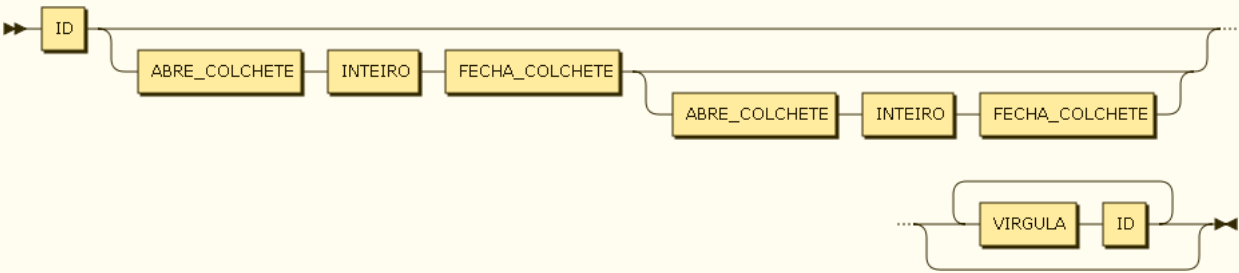 ID
ABRE_COLCHETE INTEIRO FECHA_COLCHETE
ABRE_COLCHETE INTEIRO FECHA_COLCHETE
VIRGULA ID